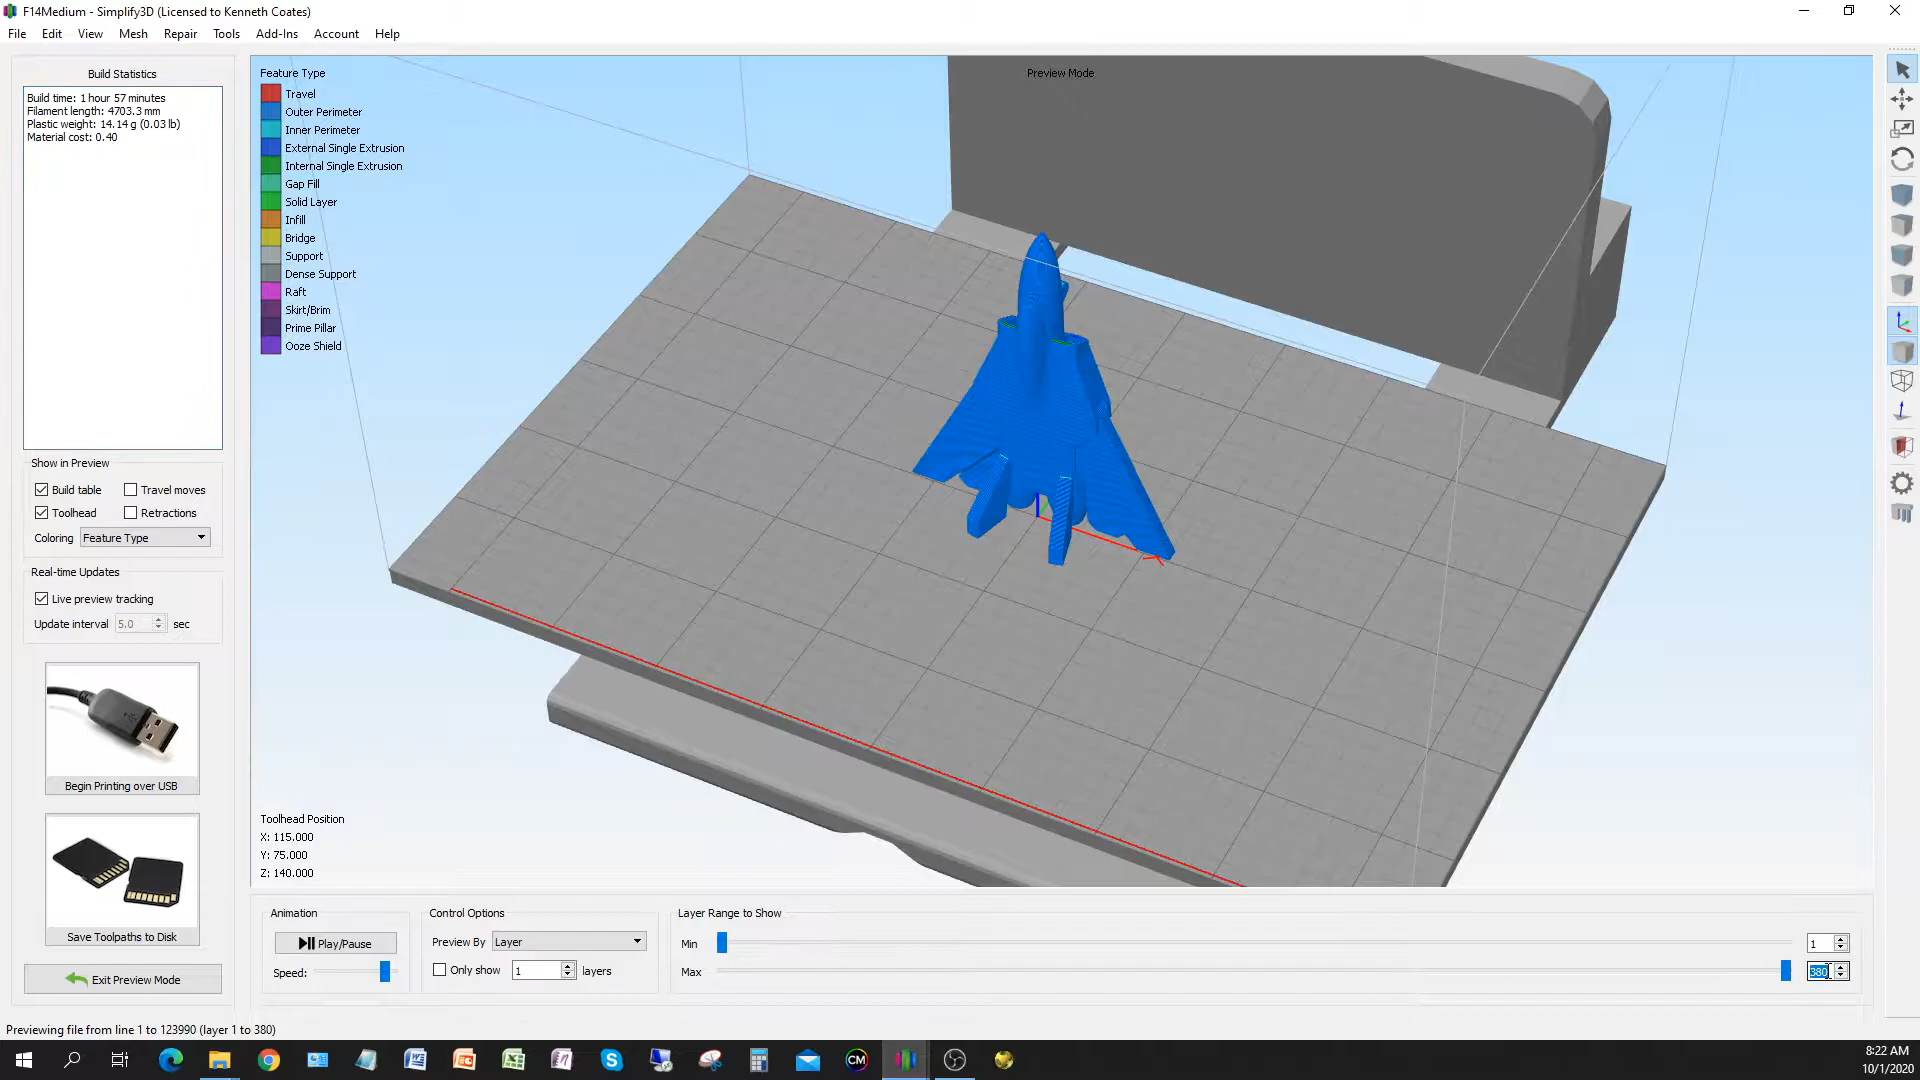 F14Medium - Simplify3D (Licensed to Kenneth Coates)
File Edit View Mesh Repair Tools Add-Ins Account Help
Build Statistics
Build time: 1 hour 57 minutes
Filament length: 4703.3 mm
Plastic weight: 14.14 g (0.03 lb)
Material cost: 0.40
Show in Preview
Build table Travel moves
Toolhead Retractions
Coloring Feature Type
Real-time Updates
Live preview tracking
Update interval 5.0 sec
Begin Printing over USB
Save Toolpaths to Disk
Exit Preview Mode
Feature Type
Preview Mode
Travel
Outer Perimeter
Inner Perimeter
External Single Extrusion
Internal Single Extrusion
Gap Fill
Solid Layer
Infill
Bridge
Support
Dense Support
Raft
Skirt/Brim
Prime Pillar
Ooze Shield
Toolhead Position
X: 115.000
Y: 75.000
Z: 140.000
Animation
Play/Pause
Speed:
Control Options
Preview By Layer
Only show 1 layers
Layer Range to Show
Min 1
Max 380
Previewing file from line 1 to 123990 (layer 1 to 380)
CM
8:22 AM
10/1/2020